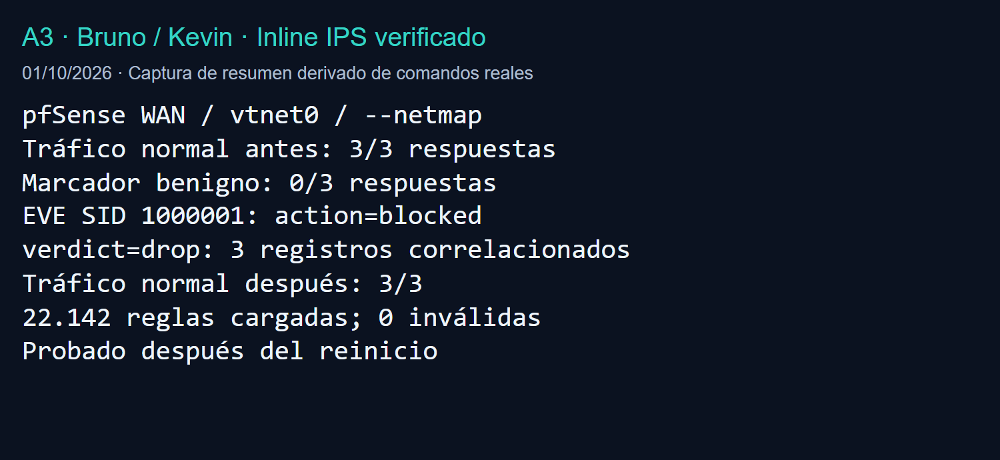 A3 · Bruno / Kevin · Inline IPS verificado
01/10/2026 · Captura de resumen derivado de comandos reales
pfSense WAN / vtnet0 / --netmap
Tráfico normal antes: 3/3 respuestas
Marcador benigno: 0/3 respuestas
EVE SID 1000001: action=blocked
verdict=drop: 3 registros correlacionados
Tráfico normal después: 3/3
22.142 reglas cargadas; 0 inválidas
Probado después del reinicio